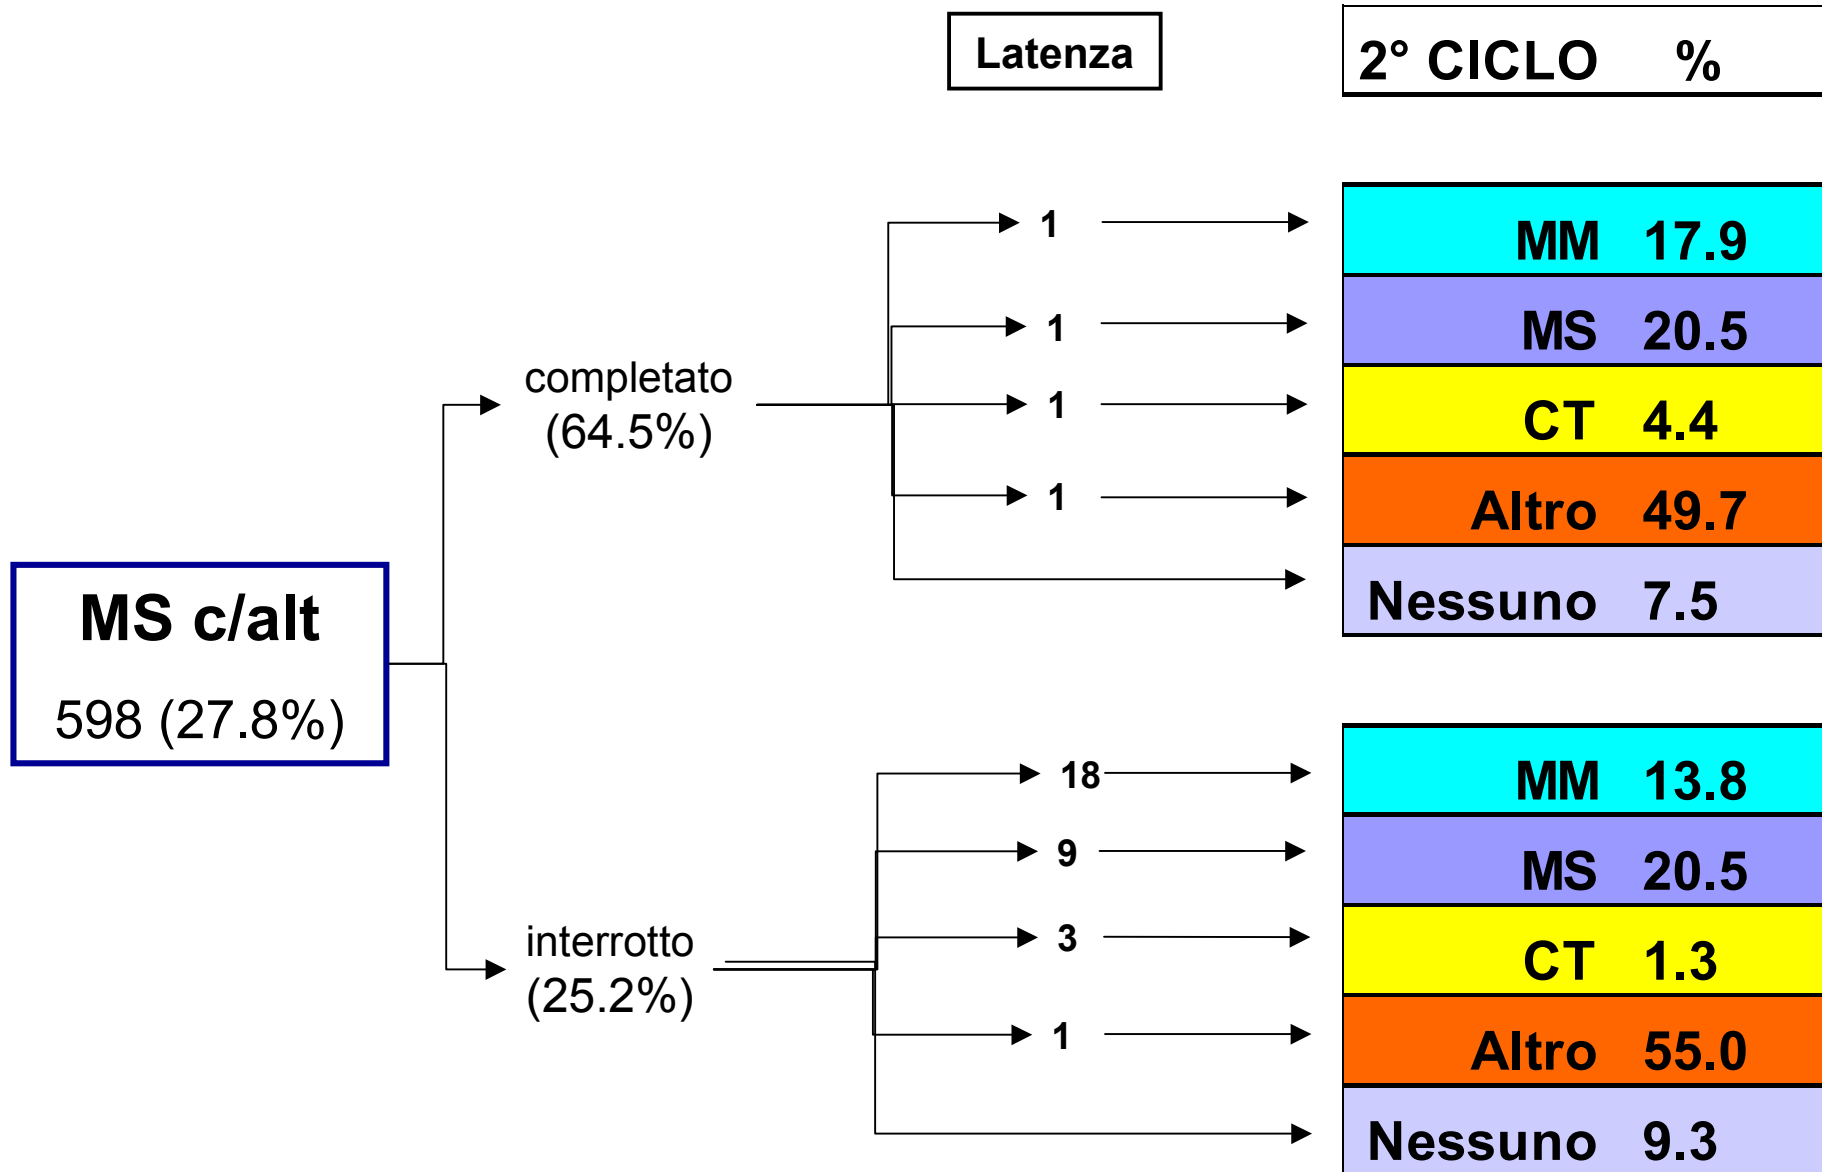 Latenza
2° CICLO %
1
MM 17.9
1
MS 20.5
completato
(64.5%)
1
CT 4.4
1
Altro 49.7
Nessuno 7.5
MS c/alt
598 (27.8%)
18
MM 13.8
9
MS 20.5
interrotto
(25.2%)
3
CT 1.3
1
Altro 55.0
Nessuno 9.3